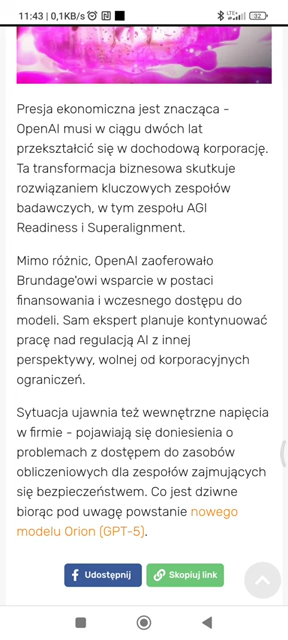 11:43 | 0,1KB/s
LTE+
32
Presja ekonomiczna jest znacząca -
OpenAI musi w ciągu dwóch lat
przekształcić się w dochodową korporację.
Ta transformacja biznesowa skutkuje
rozwiązaniem kluczowych zespołów
badawczych, w tym zespołu AGI
Readiness i Superalignment.
Mimo różnic, OpenAI zaoferowało
Brundage'owi wsparcie w postaci
finansowania i wczesnego dostępu do
modeli. Sam ekspert planuje kontynuować
pracę nad regulacją AI z innej
perspektywy, wolnej od korporacyjnych
ograniczeń.
Sytuacja ujawnia też wewnętrzne napięcia
w firmie - pojawiają się doniesienia o
problemach z dostępem do zasobów
obliczeniowych dla zespołów zajmujących
się bezpieczeństwem. Co jest dziwne
biorąc pod uwagę powstanie nowego
modelu Orion (GPT-5).
Udostępnij
Skopiuj link